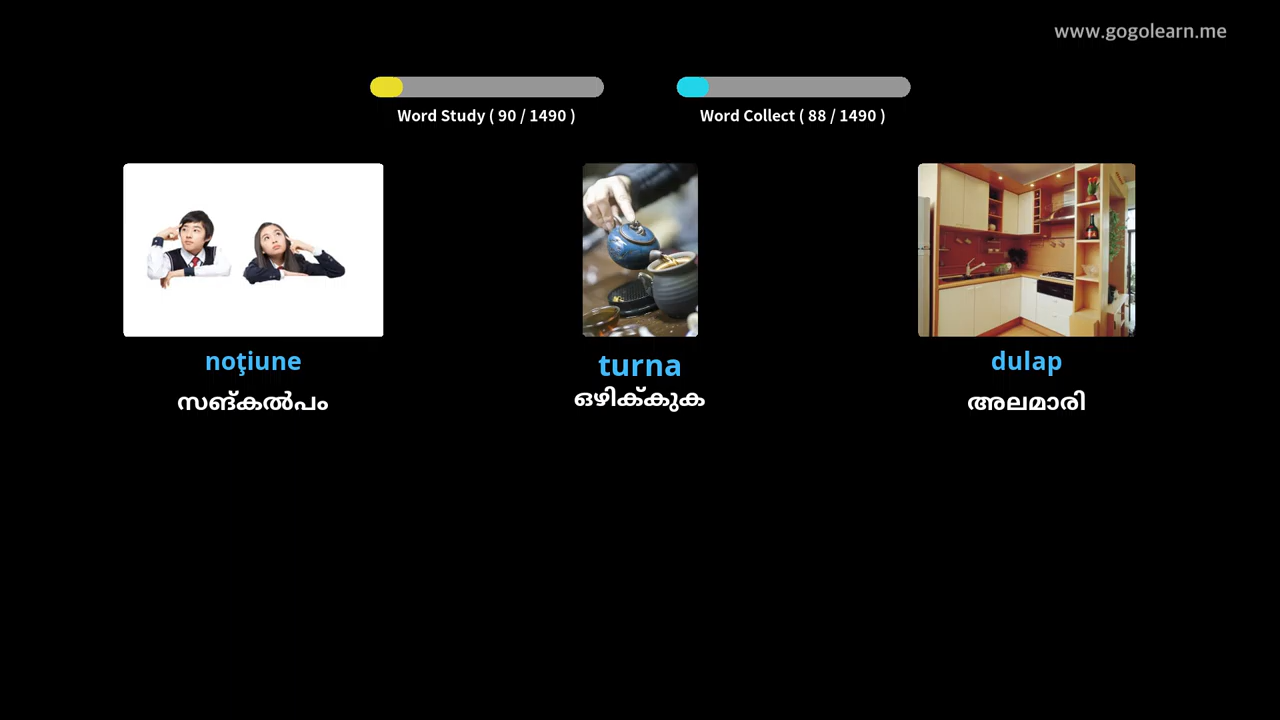 www.gogolearn.me
Word Study ( 90 / 1490 )
Word Collect ( 88 / 1490 )
noţiune
turna
dulap
സങ്കൽപം
ഒഴിക്കുക
അലമാരി